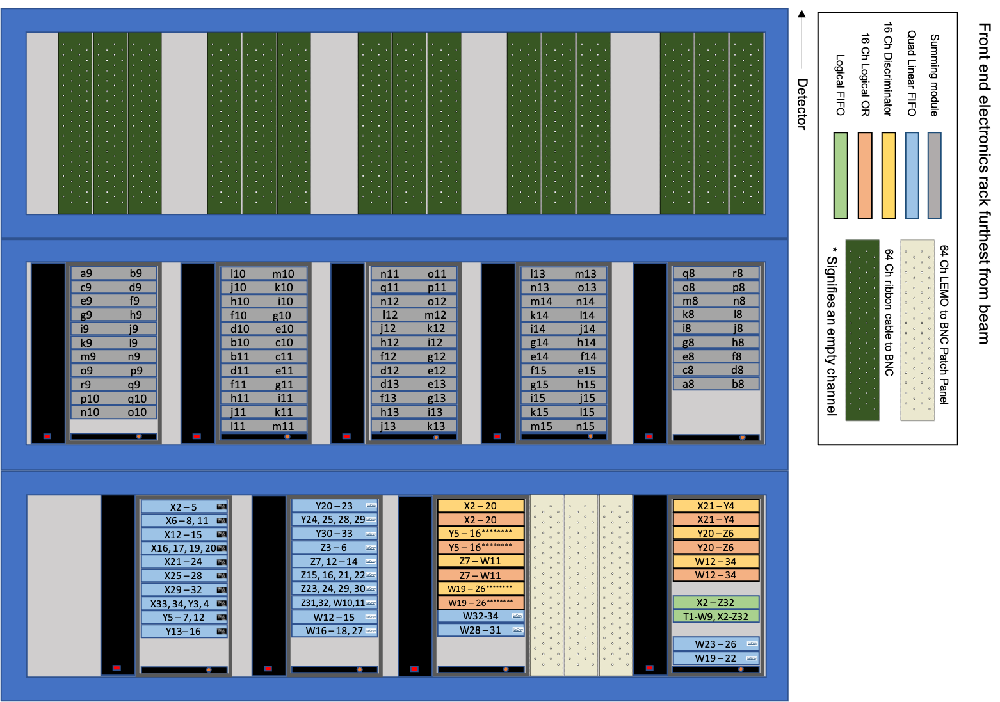 Front end electronics rack furthest from beam
Summing module
Quad Linear FIFO
16 Ch Discriminator
16 Ch Logical OR
Logical FIFO
64 Ch LEMO to BNC Patch Panel
64 Ch ribbon cable to BNC
* Signifies an empty channel
Detector
a9 b9
c9 d9
e9 f9
g9 h9
i9 j9
k9 l9
m9 n9
o9 p9
r9 q9
p10 q10
n10 o10
l10 m10
j10 k10
h10 i10
f10 g10
d10 e10
b10 c10
b11 c11
d11 e11
f11 g11
h11 i11
j11 k11
l11 m11
n11 o11
q11 p11
n12 o12
l12 m12
j12 k12
h12 i12
f12 g12
d12 e12
d13 e13
f13 g13
h13 i13
j13 k13
l13 m13
n13 o13
m14 n14
k14 l14
i14 j14
g14 h14
e14 f14
f15 e15
g15 h15
i15 j15
k15 l15
m15 n15
q8 r8
o8 p8
m8 n8
k8 l8
i8 j8
g8 h8
e8 f8
c8 d8
a8 b8
X2 – 5
X6 – 8, 11
X12 – 15
X16, 17, 19, 20
X21 – 24
X25 – 28
X29 – 32
X33, 34, Y3, 4
Y5 – 7, 12
Y13– 16
Y20 – 23
Y24, 25, 28, 29
Y30 – 33
Z3 – 6
Z7, 12 – 14
Z15, 16, 21, 22
Z23, 24, 29, 30
Z31,32, W10,11
W12 – 15
W16 – 18, 27
X2 – 20
X2 – 20
Y5 – 16********
Y5 – 16********
Z7 – W11
Z7 – W11
W19 – 26********
W19 – 26********
W32-34
W28 – 31
X21 – Y4
X21 – Y4
Y20 – Z6
Y20 – Z6
W12 – 34
W12 – 34
X2 – Z32
T1-W9, X2-Z32
W23 – 26
W19 – 22